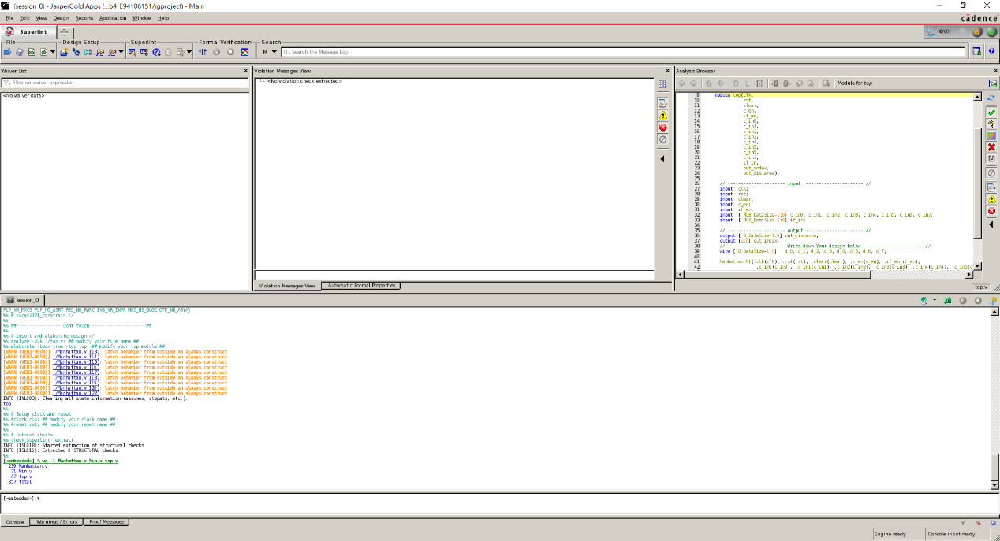 (session_0) - JasperGold Apps (...b4_E94106151/jgproject) - Main
File Edit View Design Reports Application Window Help
cādence
Superlint
0/(0)
File Design Setup Superlint Formal Verification Search
Search the Message Log
Waiver List
Violation Messages View
Analysis Browser
Filter on waiver expression
<No waiver data>
-- <No violation check extracted>
Module for top
9 module top(clk,
10 rst,
11 clear,
12 c_en,
13 if_en,
14 c_in0,
15 c_in1,
16 c_in2,
17 c_in3,
18 c_in4,
19 c_in5,
20 c_in6,
21 c_in7,
22 if_in,
23 out_index,
24 out_distance);
25
26 // ---------------------- input ---------------------- //
27 input clk;
28 input rst;
29 input clear;
30 input c_en;
31 input if_en;
32 input [`RGB_DataSize-1:0] c_in0, c_in1, c_in2, c_in3, c_in4, c_in5, c_in6, c_in7;
33 input [`RGB_DataSize-1:0] if_in;
34
35 // ---------------------- output ---------------------- //
36 output [`D_DataSize-1:0] out_distance;
37 output [1:0] out_index;
38 // ---------------------- Write down Your design below ---------------------- //
39 wire [`D_DataSize-1:0] d_0, d_1, d_2, d_3, d_4, d_5, d_6, d_7;
40
41 Manhattan M1(.clk(clk), .rst(rst), .clear(clear), .c_en(c_en), .if_en(if_en),
42 .c_in0(c_in0), .c_in1(c_in1), .c_in2(c_in2), .c_in3(c_in3), .c_in4(c_in4), .c_in5(c
Violation Messages View Automatic Formal Properties
top.v
session_0
FLP_NR_MXCS FLP_NO_ASRT REG_NR_RWRC INS_NR_INPR MOD_NS_GLGC OTP_NR_ASYA}
%% # ivrad2021_constrain //
%%
%% ##------------------Dont touch----------------------##
%%
%% # import and elaborate design //
%% analyze -v2k ./top.v; ## modify your file name ##
%% elaborate -bbox true -top top; ## modify your top module ##
[WARN (VERI-9008)] ./Manhattan.v(113): latch behavior from outside an always construct
[WARN (VERI-9008)] ./Manhattan.v(114): latch behavior from outside an always construct
[WARN (VERI-9008)] ./Manhattan.v(115): latch behavior from outside an always construct
[WARN (VERI-9008)] ./Manhattan.v(116): latch behavior from outside an always construct
[WARN (VERI-9008)] ./Manhattan.v(117): latch behavior from outside an always construct
[WARN (VERI-9008)] ./Manhattan.v(118): latch behavior from outside an always construct
[WARN (VERI-9008)] ./Manhattan.v(119): latch behavior from outside an always construct
[WARN (VERI-9008)] ./Manhattan.v(120): latch behavior from outside an always construct
[WARN (VERI-9008)] ./Manhattan.v(122): latch behavior from outside an always construct
INFO (INL003): Clearing all state information (assumes, stopats, etc.).
top
%%
%% # Setup clock and reset
%% #clock clk; ## modify your clock name ##
%% #reset rst; ## modify your reset name ##
%%
%% # Extract checks
%% check_superlint -extract
INFO (ISL018): Started extraction of structural checks
INFO (ISL016): Extracted 0 STRUCTURAL checks.
%%
[<embedded>] % wc -l Manhattan.v Min.v top.v
239 Manhattan.v
71 Min.v
47 top.v
357 total
[<embedded>] %
Console Warnings / Errors Proof Messages
Engine ready Console input ready